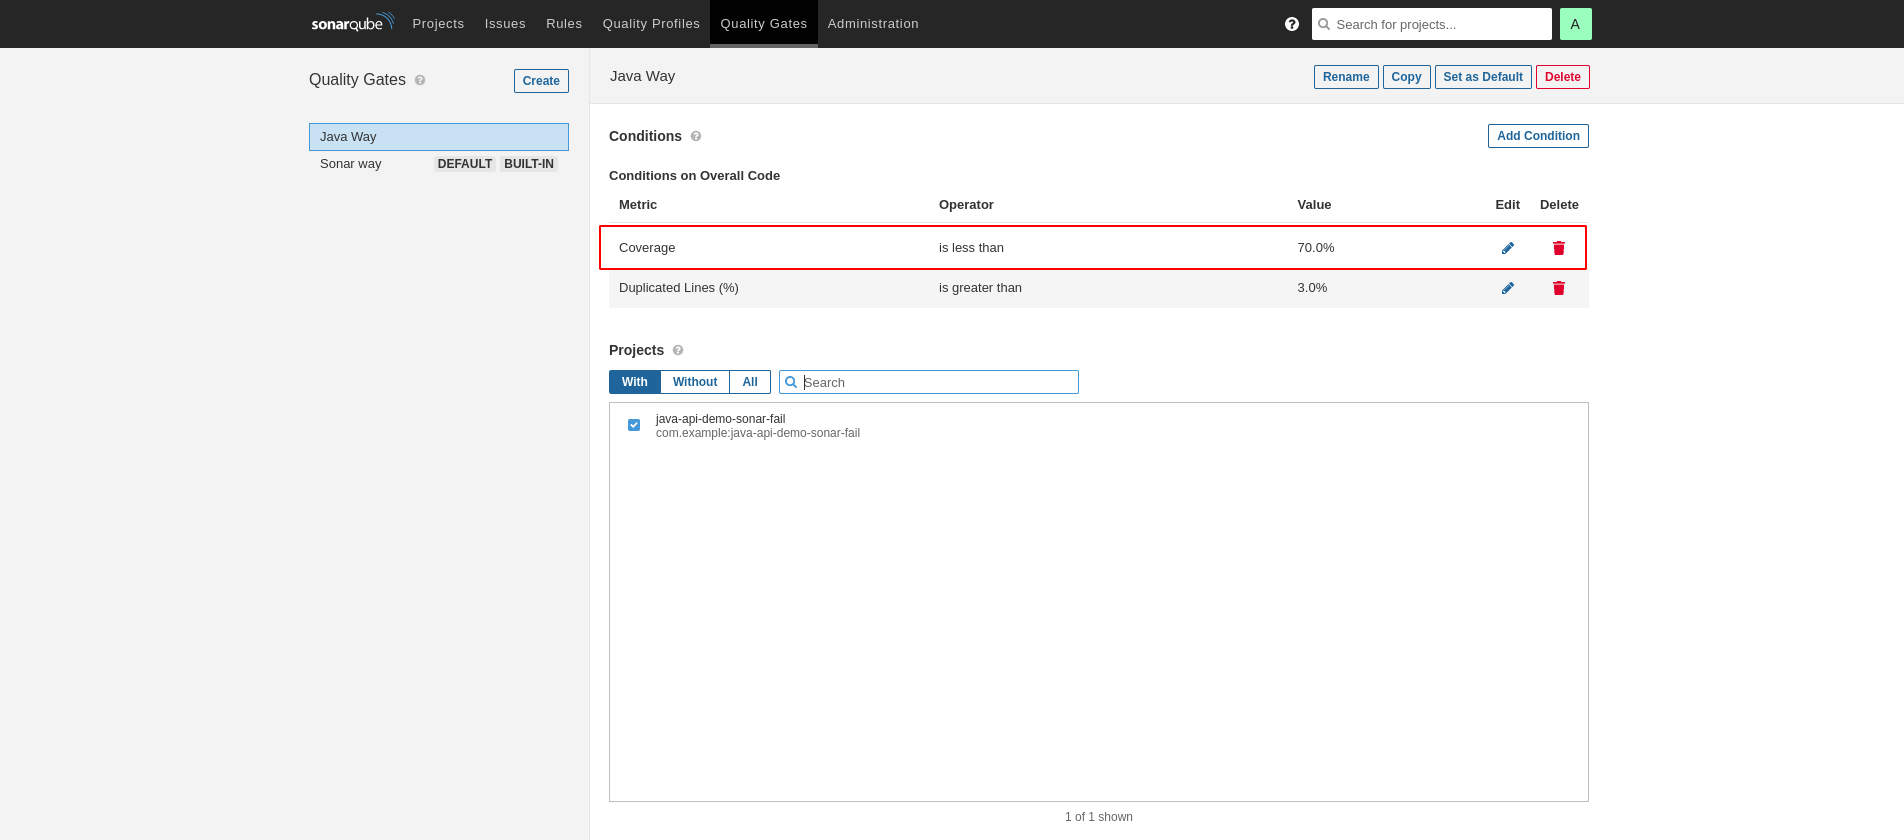 sonarqube Projects Issues Rules Quality Profiles Quality Gates Administration ? Search for projects... A
Quality Gates ? Create
Java Way
Sonar way DEFAULT BUILT-IN
Java Way Rename Copy Set as Default Delete
Conditions ? Add Condition
Conditions on Overall Code
Metric Operator Value Edit Delete
Coverage is less than 70.0%
Duplicated Lines (%) is greater than 3.0%
Projects ?
With Without All Search
java-api-demo-sonar-fail
com.example:java-api-demo-sonar-fail
1 of 1 shown